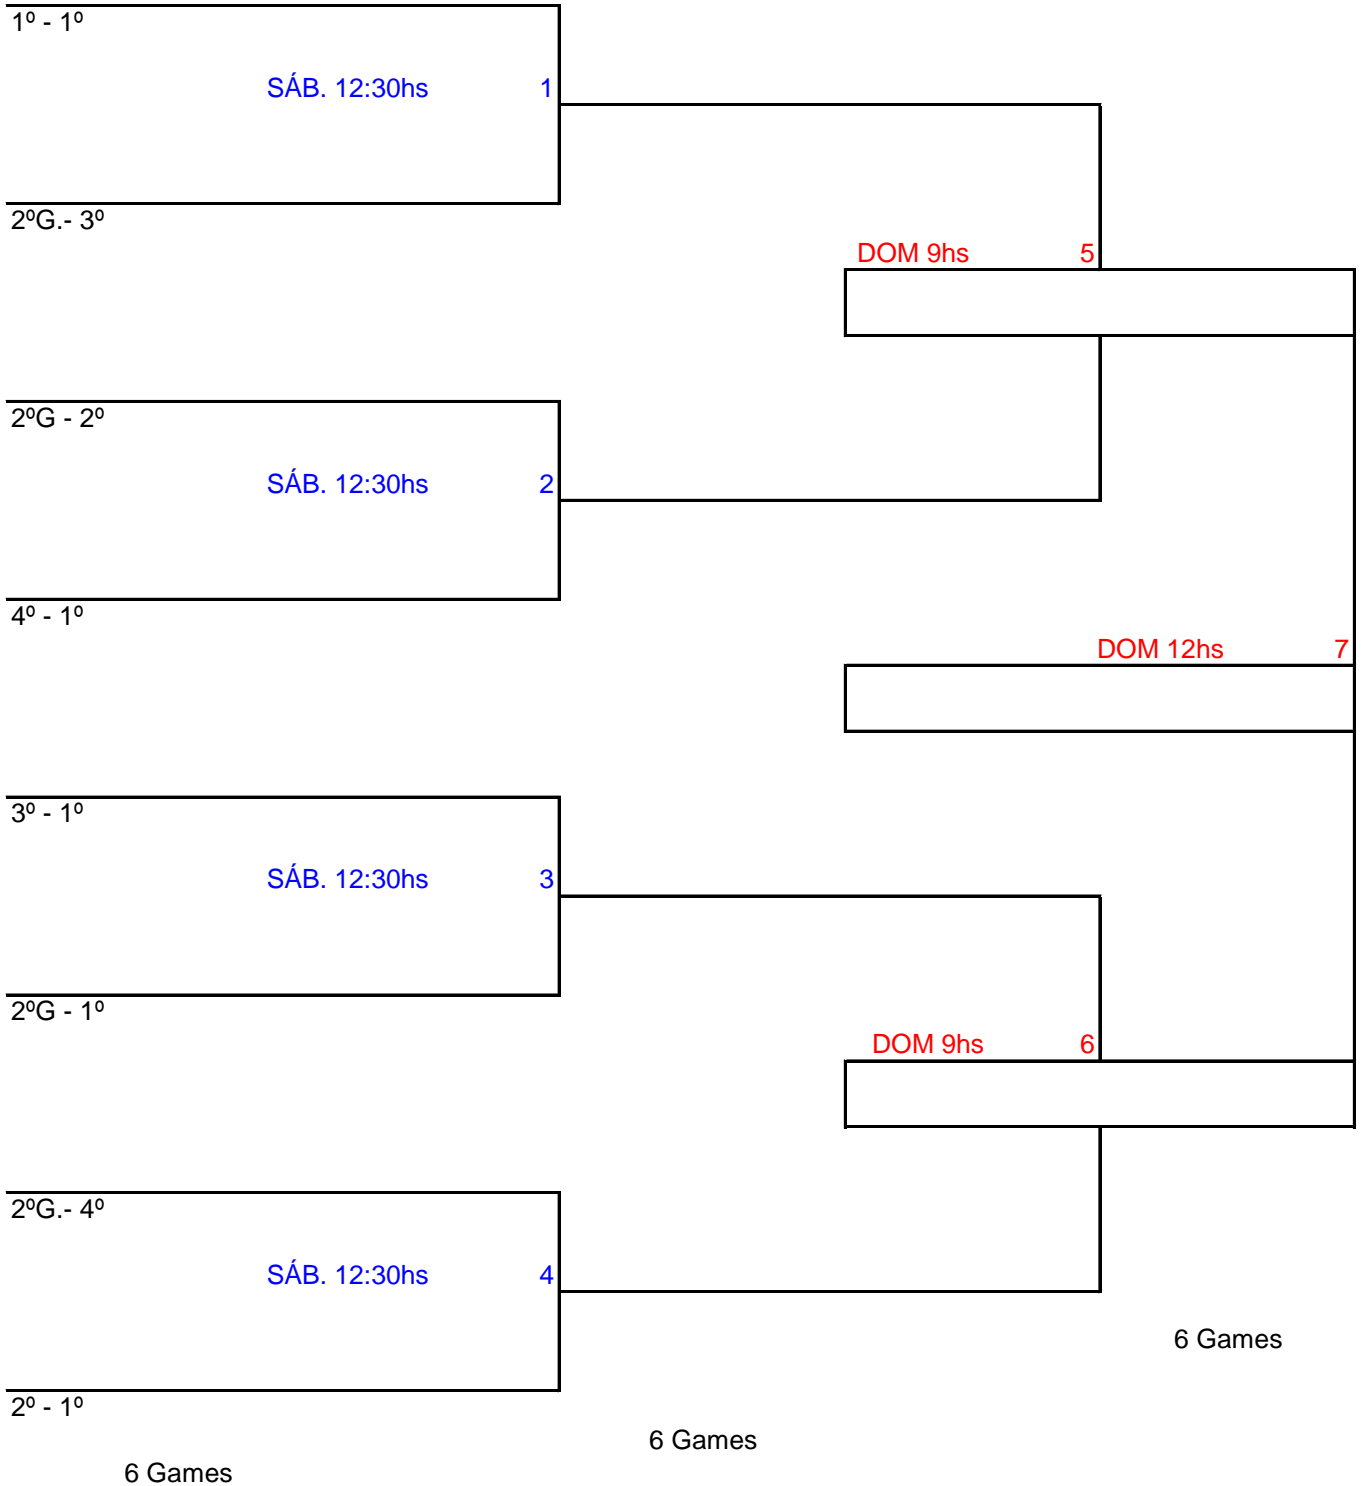 1º - 1º
SÁB. 12:30hs 1
2ºG.- 3º
DOM 9hs 5
2ºG - 2º
SÁB. 12:30hs 2
4º - 1º
DOM 12hs 7
3º - 1º
SÁB. 12:30hs 3
2ºG - 1º
DOM 9hs 6
2ºG.- 4º
SÁB. 12:30hs 4
6 Games
2º - 1º
6 Games
6 Games